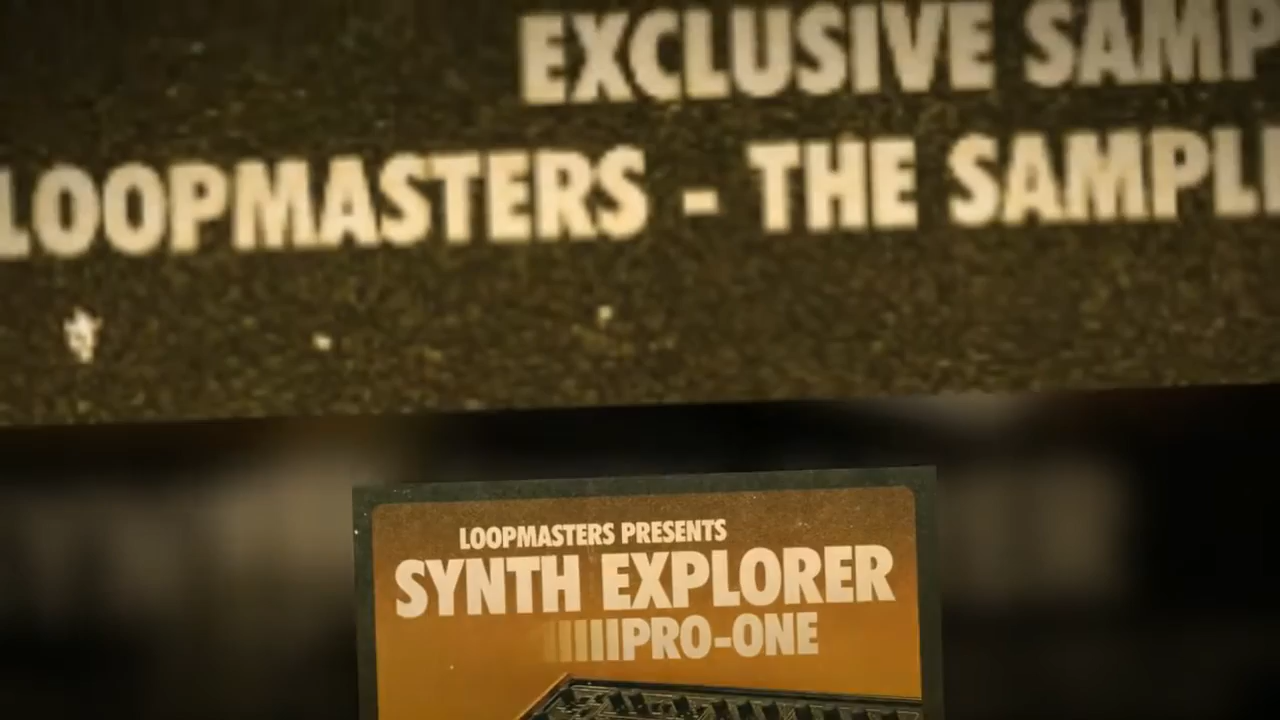 EXCLUSIVE SAMP
LOOPMASTERS - THE SAMPL
LOOPMASTERS PRESENTS
SYNTH EXPLORER
PRO-ONE